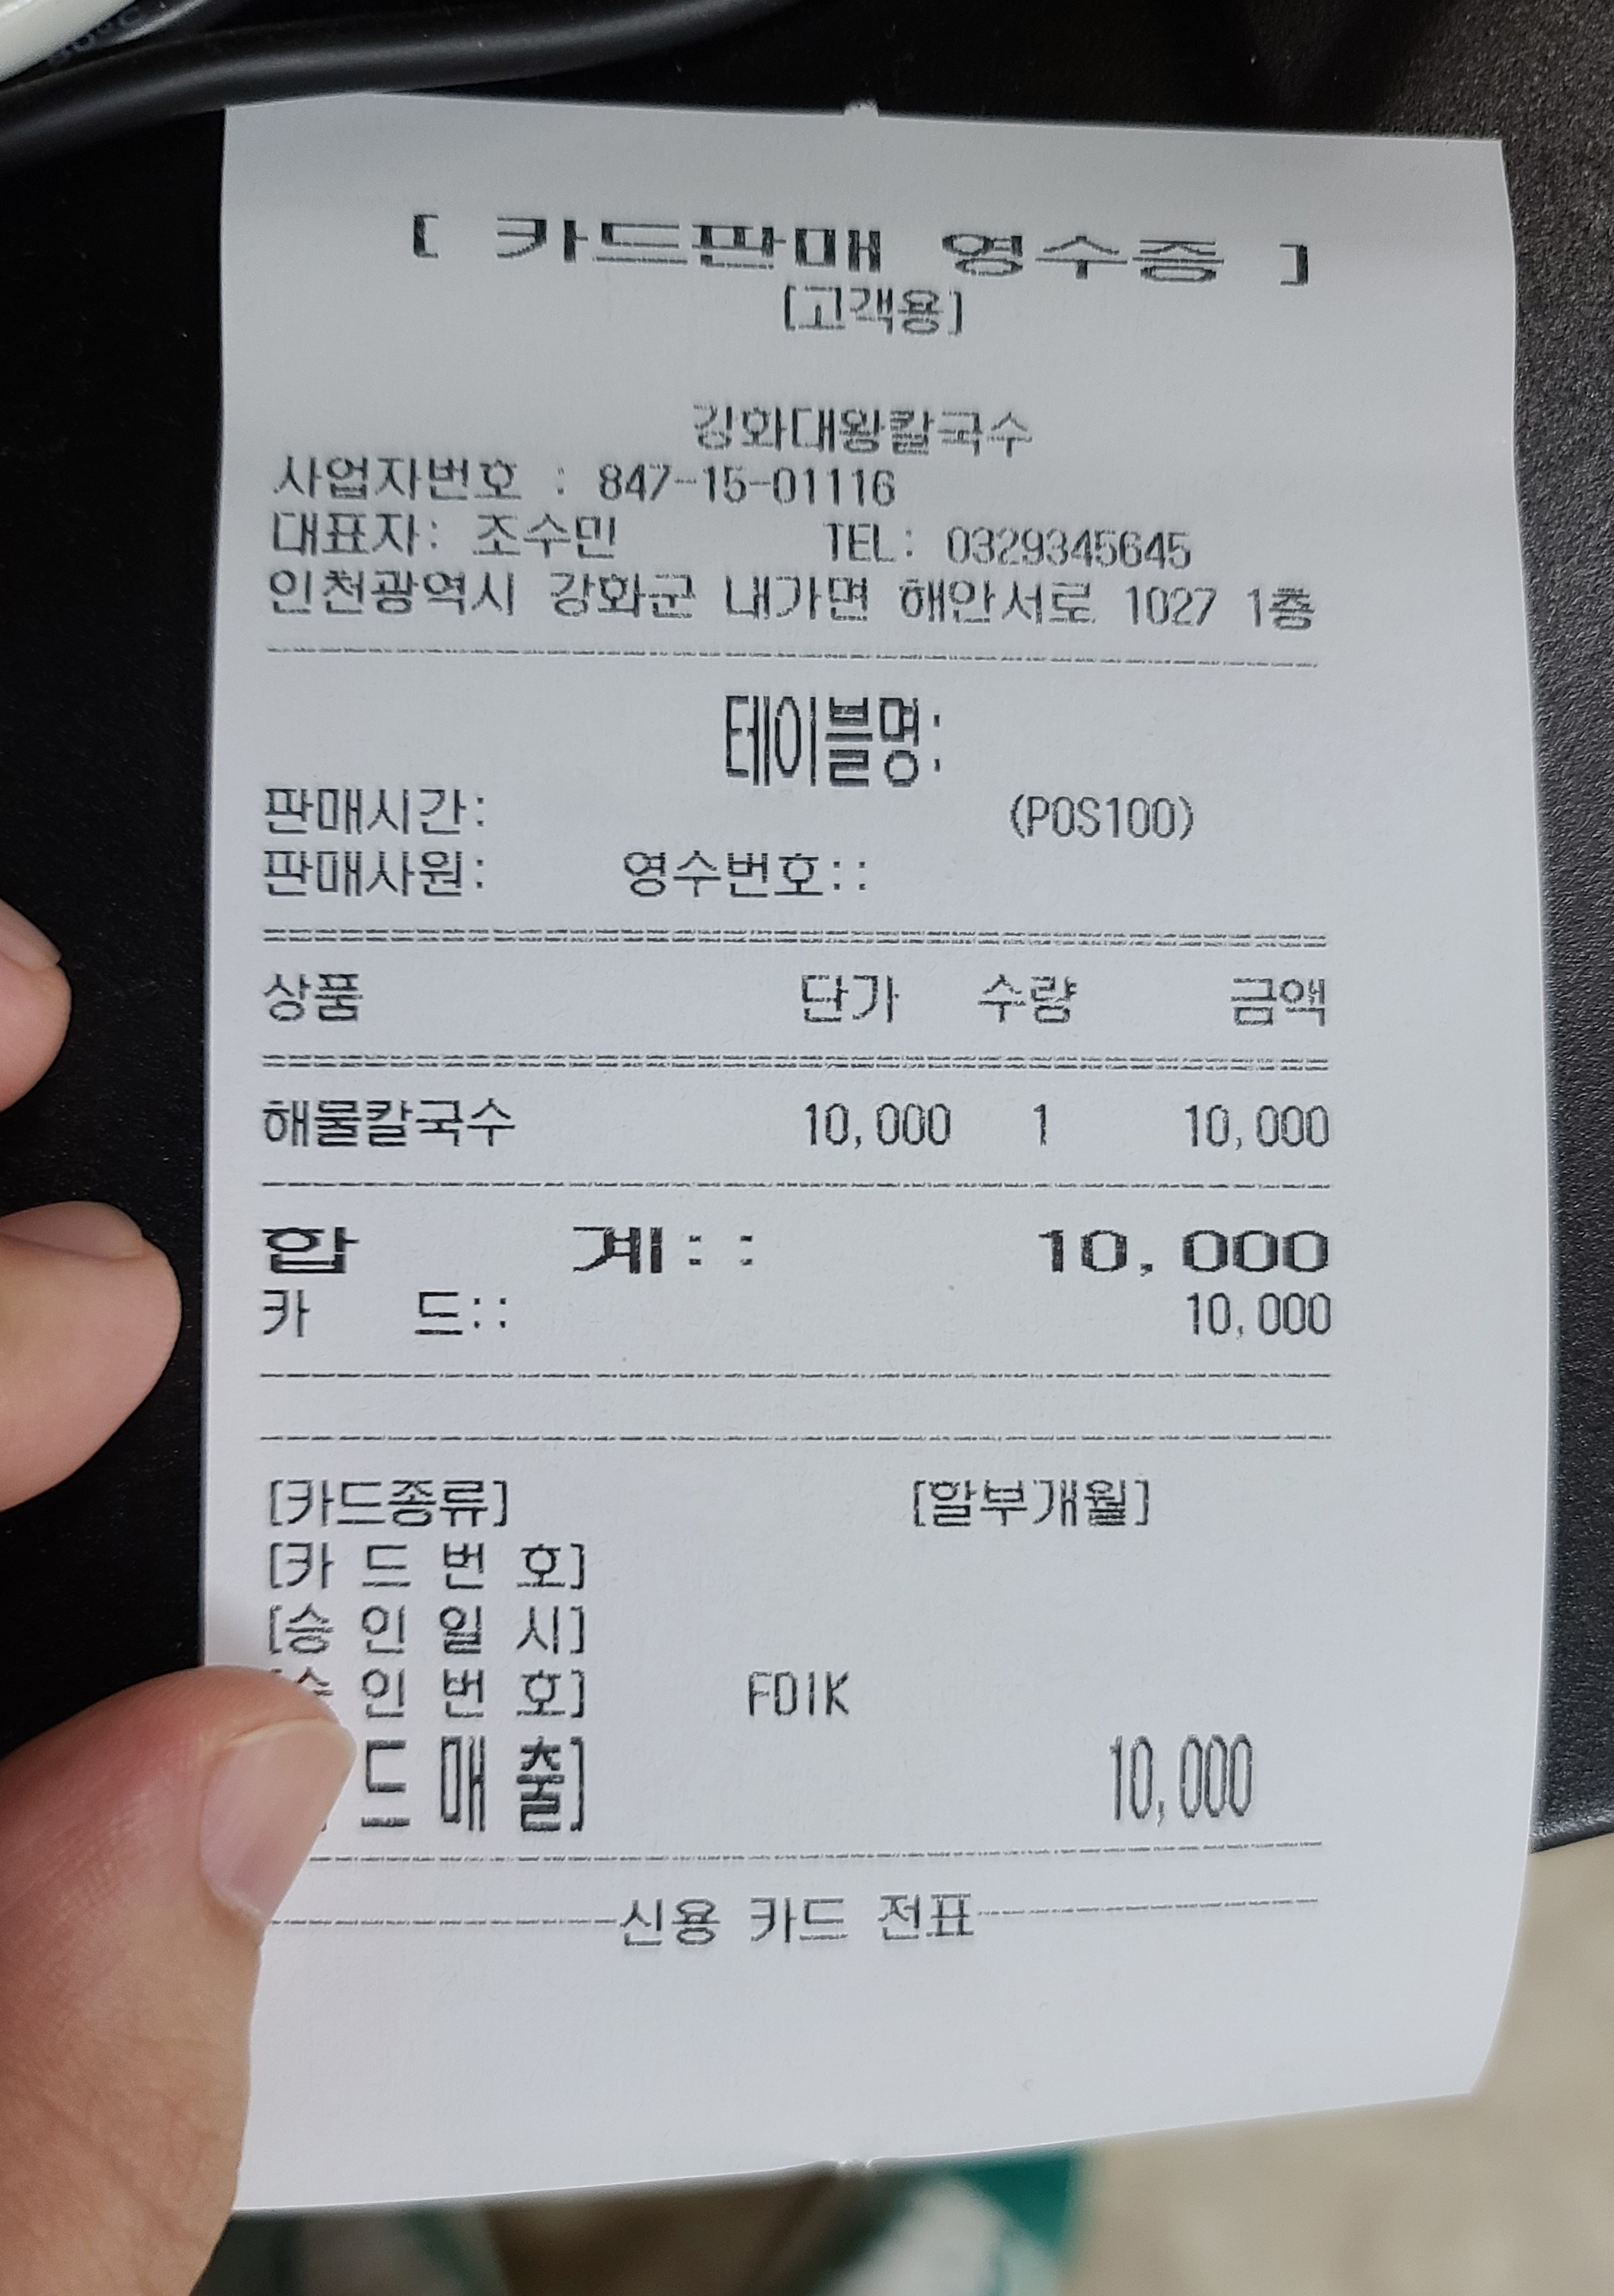 [ 카드판매 영수증 ]
[고객용]
강화대왕칼국수
사업자번호 : 847-15-01116
대표자: 조수민 TEL: 0329345645
인천광역시 강화군 내가면 해안서로 1027 1층
테이블명:
판매시간: (POS100)
판매사원: 영수번호::
상품 단가 수량 금액
해물칼국수 10,000 1 10,000
합 계:: 10,000
카 드:: 10,000
[카드종류] [할부개월]
[카 드 번 호]
[승 인 일 시]
인 번 호] FDIK
드 매 출] 10,000
신용 카드 전표